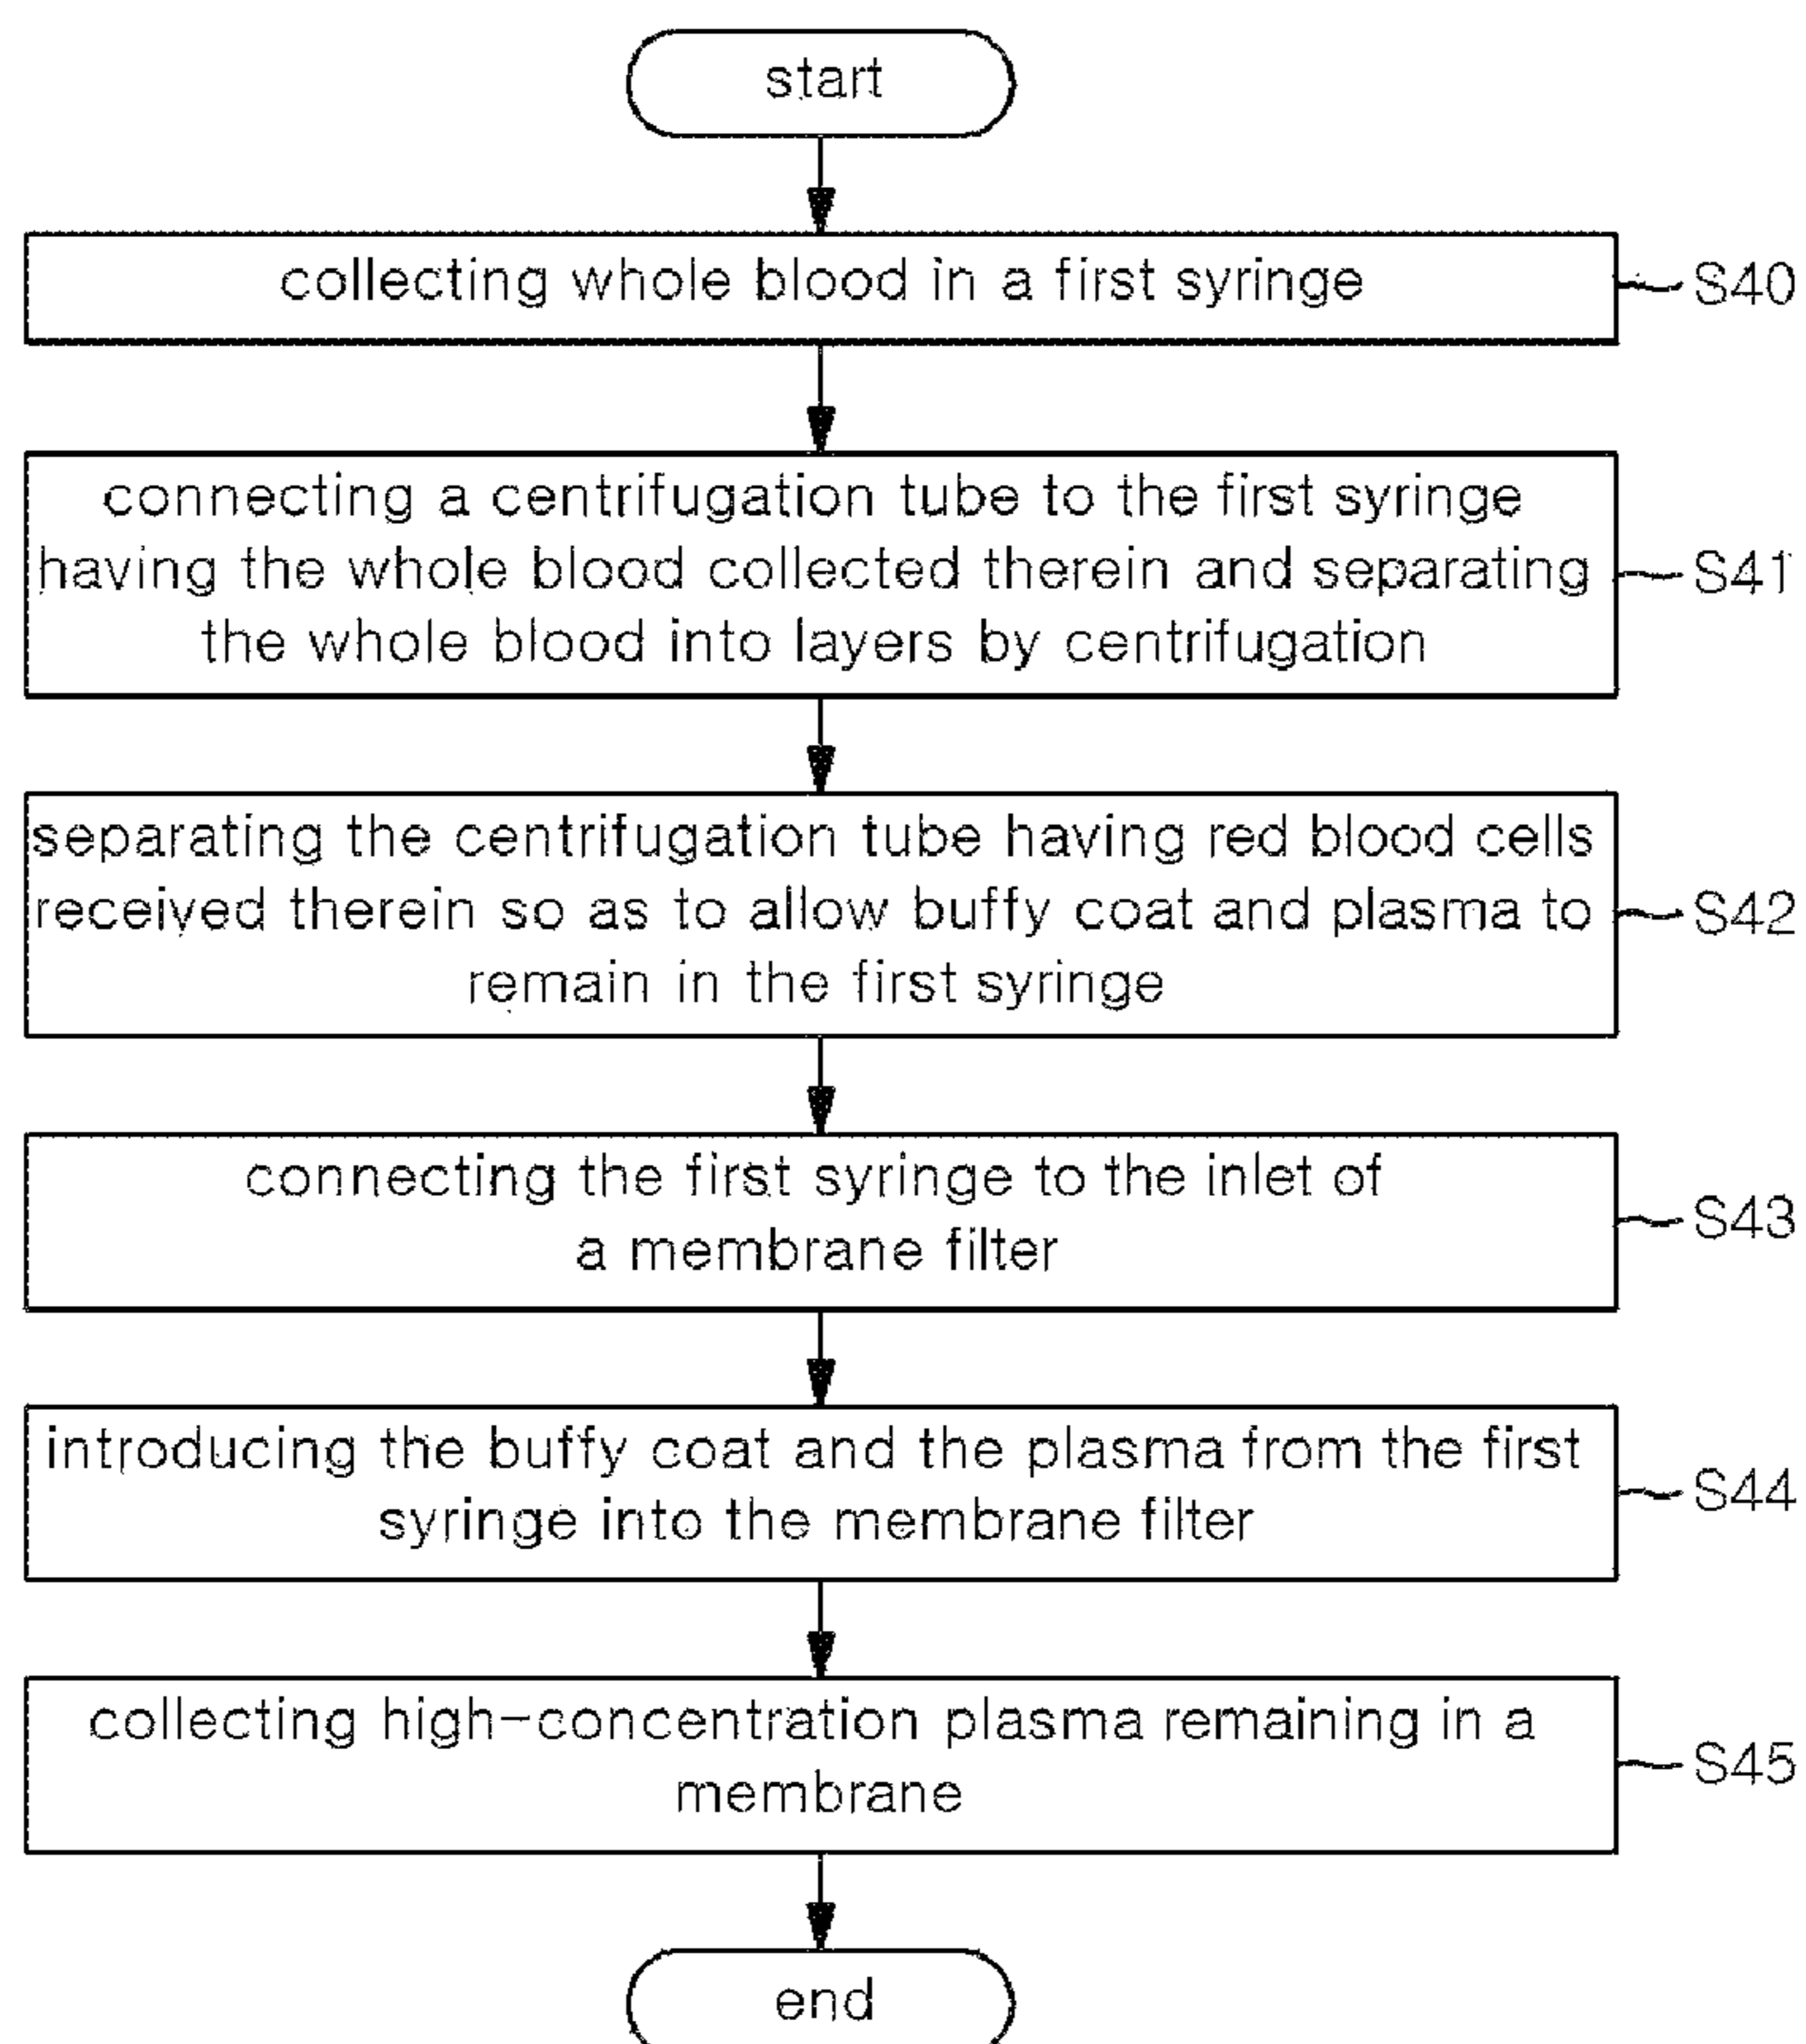 start
collecting whole blood in a first syringe
S40
connecting a centrifugation tube to the first syringe
having the whole blood collected therein and separating
the whole blood into layers by centrifugation
S41
separating the centrifugation tube having red blood cells
received therein so as to allow buffy coat and plasma to
remain in the first syringe
S42
connecting the first syringe to the inlet of
a membrane filter
S43
introducing the buffy coat and the plasma from the first
syringe into the membrane filter
S44
collecting high-concentration plasma remaining in a
membrane
S45
end